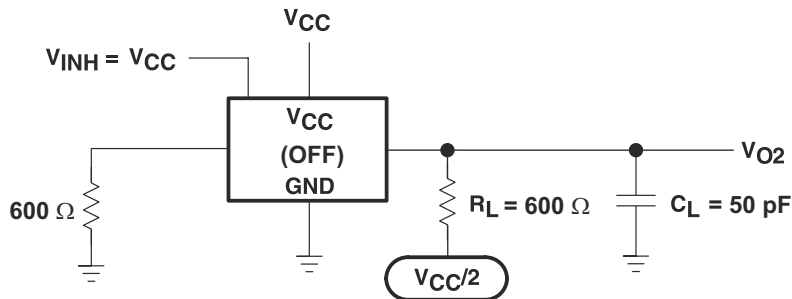 VCC
VINH = VCC
VCC
(OFF)
GND
VO2
600 Ω
RL = 600 Ω
CL = 50 pF
VCC/2